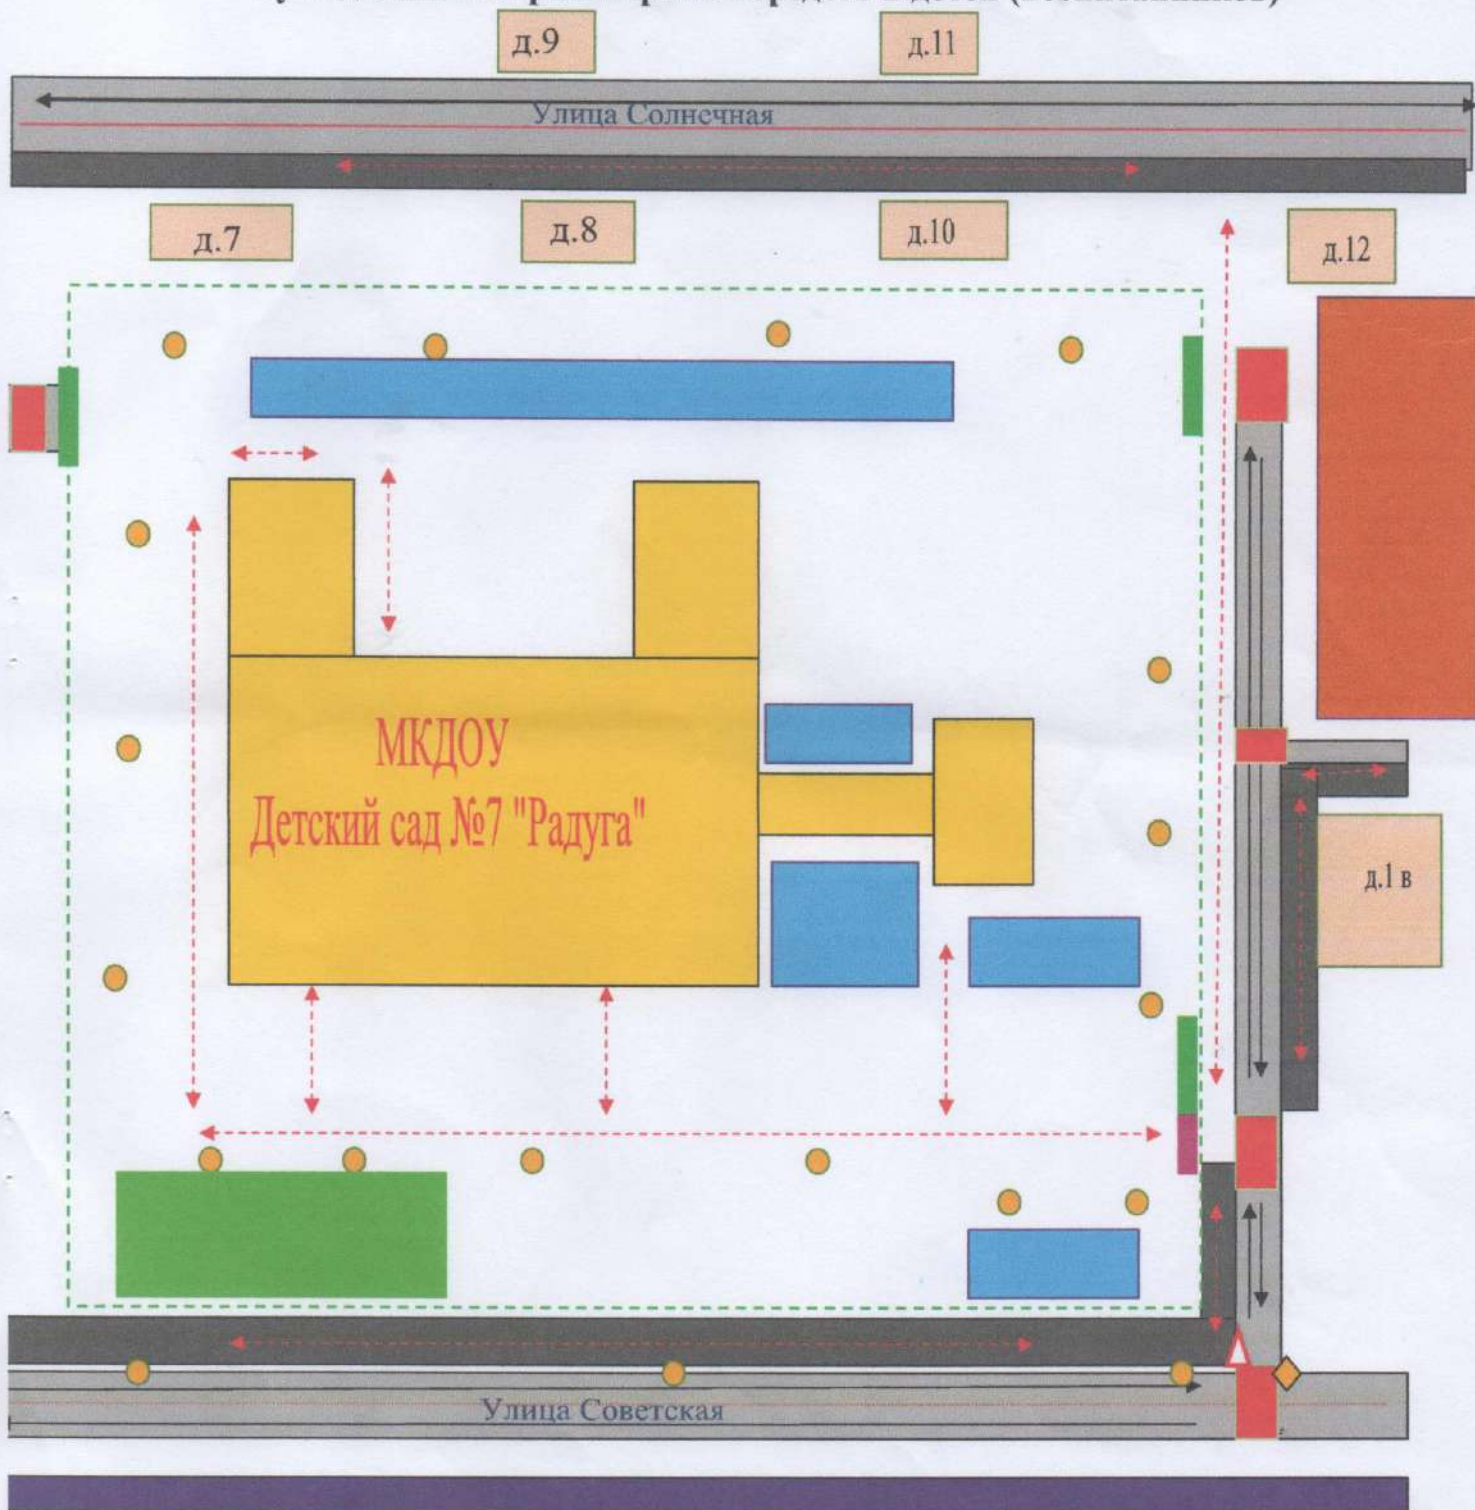 д.9
д.11
Улица Солнечная
д.7
д.8
д.10
д.12
МКДОУ
Детский сад №7 "Радуга"
д.1 в
Улица Советская